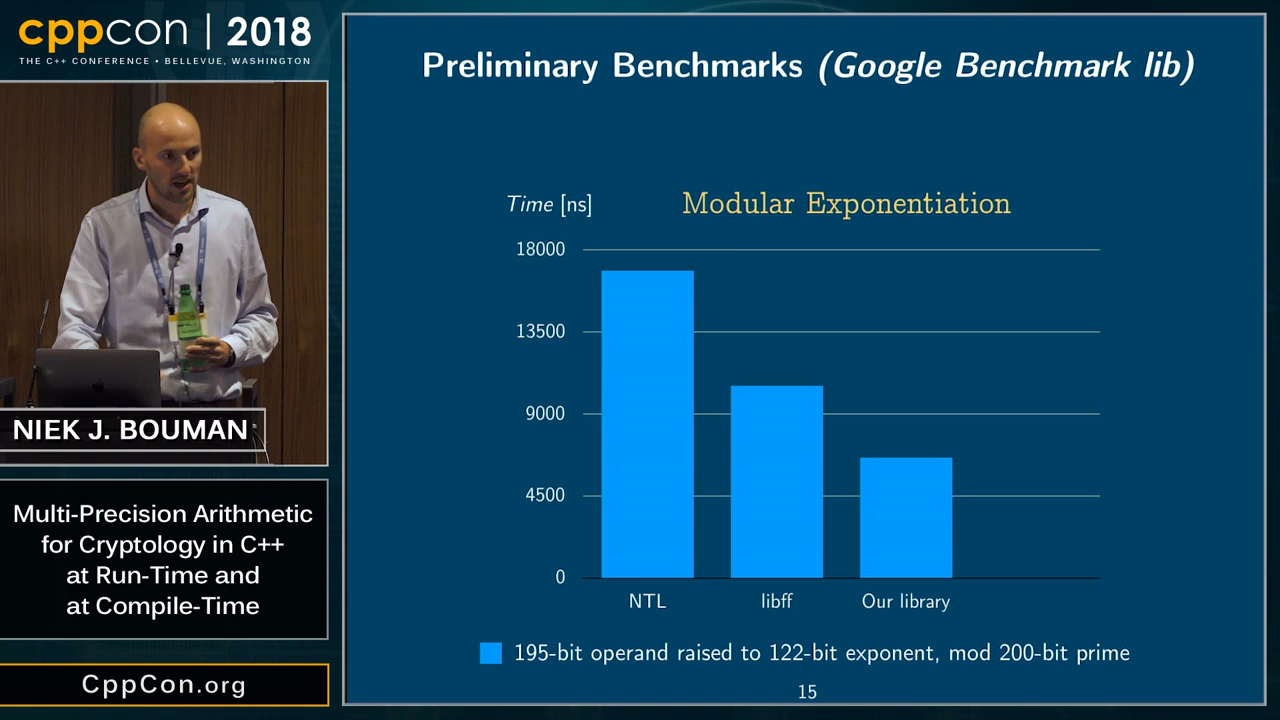 cppcon | 2018
THE C++ CONFERENCE • BELLEVUE, WASHINGTON
NIEK J. BOUMAN
Multi-Precision Arithmetic
for Cryptology in C++
at Run-Time and
at Compile-Time
CppCon.org
Preliminary Benchmarks (Google Benchmark lib)
Time [ns]
Modular Exponentiation
18000
13500
9000
4500
0
NTL
libff
Our library
195-bit operand raised to 122-bit exponent, mod 200-bit prime
15